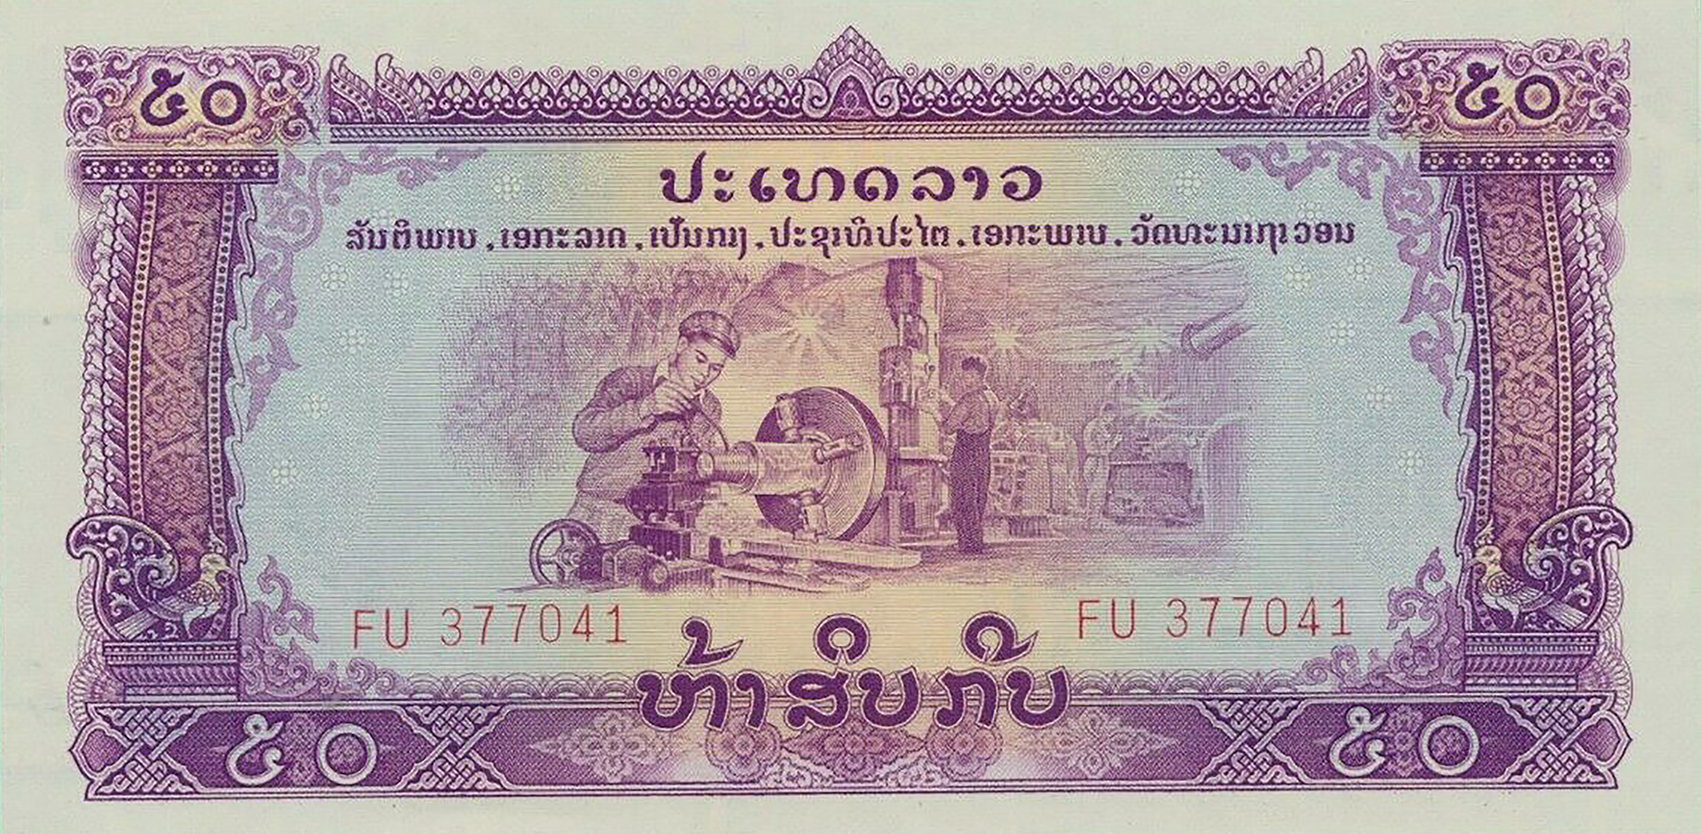 ໕໐ ໕໐
ປະເທດລາວ
ສັນຕິພາບ.ເອກະລາດ,ເປັນກາງ.ປະຊາທິປະໄຕ.ເອກະພາບ.ວັດທະນາຖາວອນ
FU 377041 FU 377041
ຫ້າສິບກີບ
໕໐ ໕໐